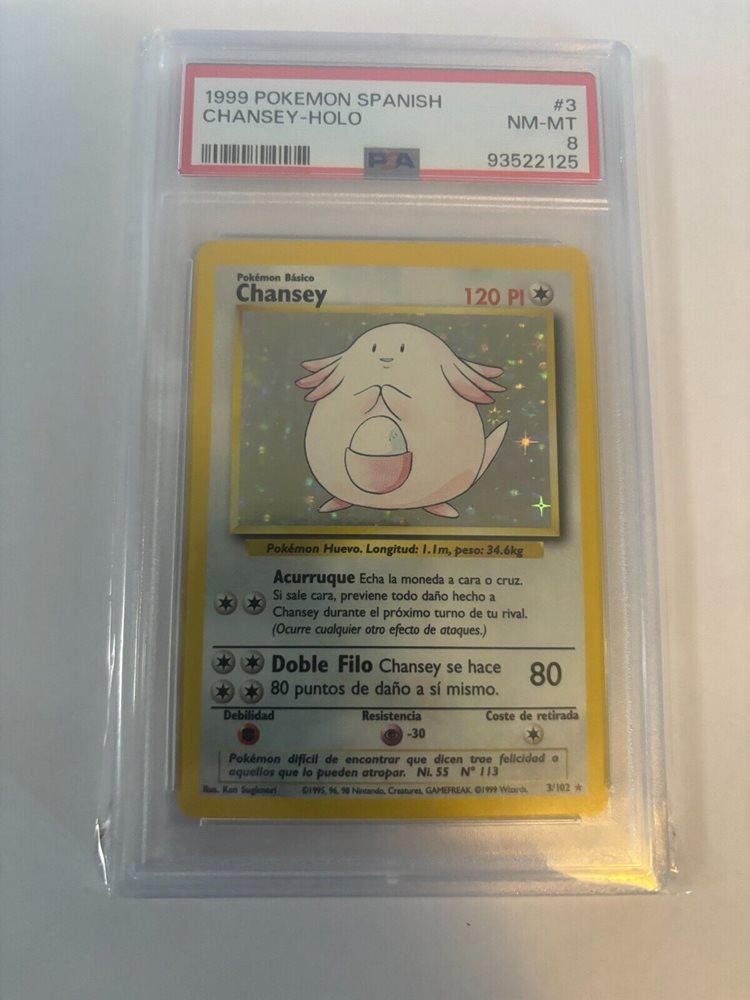 1999 POKEMON SPANISH #3
CHANSEY-HOLO NM-MT
8
PSA 93522125
Pokémon Básico
Chansey 120 PI
Pokémon Huevo. Longitud: 1.1m, peso: 34.6kg
Acurruque Echa la moneda a cara o cruz.
Si sale cara, previene todo daño hecho a
Chansey durante el próximo turno de tu rival.
(Ocurre cualquier otro efecto de ataques.)
Doble Filo Chansey se hace 80
80 puntos de daño a sí mismo.
Debilidad Resistencia Coste de retirada
-30
Pokémon difícil de encontrar que dicen trae felicidad a
aquellos que lo pueden atrapar. Ni. 55 Nº 113
Ilus. Ken Sugimori ©1995, 96, 98 Nintendo, Creatures, GAMEFREAK. ©1999 Wizards. 3/102 ★